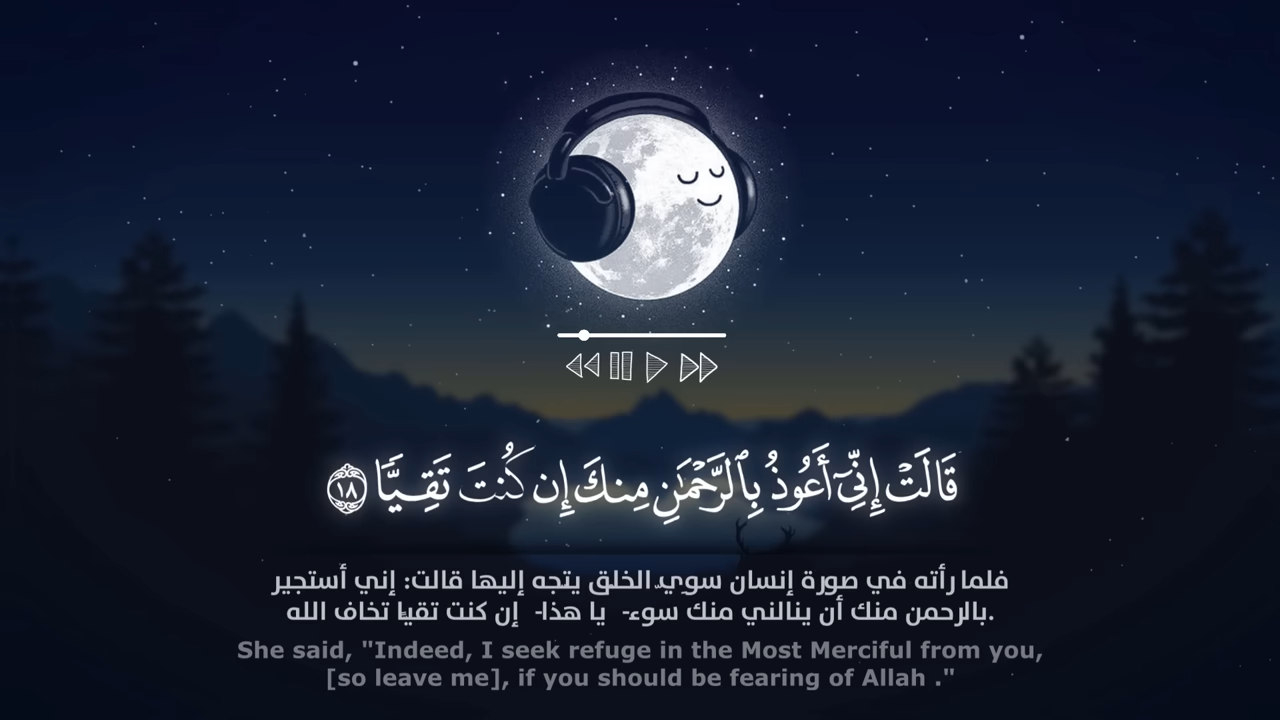 قَالَتْ إِنِّىٓ أَعُوذُ بِٱلرَّحْمَـٰنِ مِنكَ إِن كُنتَ تَقِيًّا ١٨
فلما رأته في صورة إنسان سوي الخلق يتجه إليها قالت: إني أستجير
بالرحمن منك أن ينالني منك سوء- يا هذا- إن كنت تقيا تخاف الله.
She said, "Indeed, I seek refuge in the Most Merciful from you,
[so leave me], if you should be fearing of Allah ."